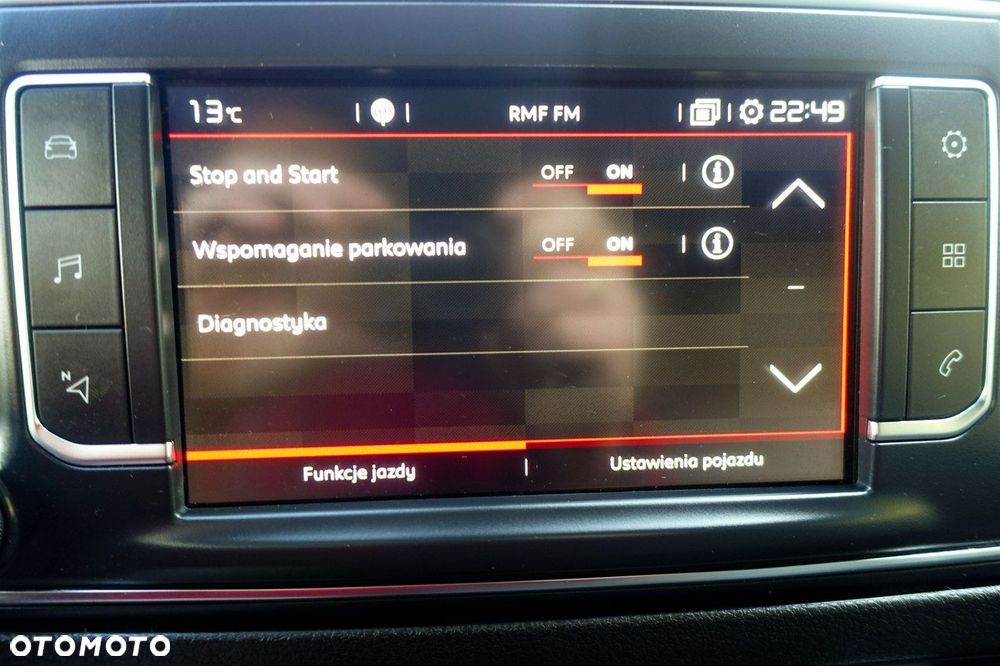 13°C RMF FM 22:49
Stop and Start OFF ON
Wspomaganie parkowania OFF ON
Diagnostyka
N
Funkcje jazdy Ustawienia pojazdu
OTOMOTO